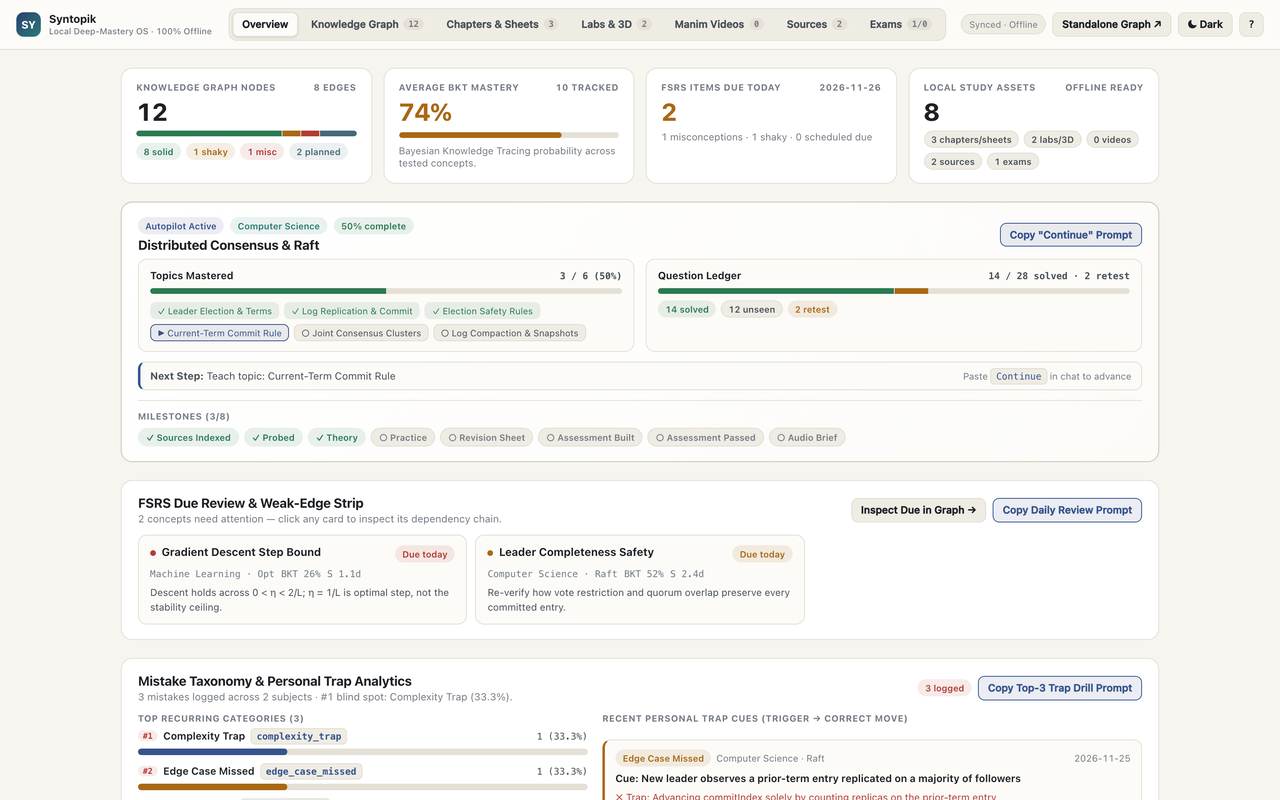 SY
Syntopik
Local Deep-Mastery OS · 100% Offline
Overview
Knowledge Graph 12
Chapters & Sheets 3
Labs & 3D 2
Manim Videos 0
Sources 2
Exams 1/0
Synced · Offline
Standalone Graph ↗
Dark
?
KNOWLEDGE GRAPH NODES 8 EDGES
12
8 solid 1 shaky 1 misc 2 planned
AVERAGE BKT MASTERY 10 TRACKED
74%
Bayesian Knowledge Tracing probability across
tested concepts.
FSRS ITEMS DUE TODAY 2026-11-26
2
1 misconceptions · 1 shaky · 0 scheduled due
LOCAL STUDY ASSETS OFFLINE READY
8
3 chapters/sheets 2 labs/3D 0 videos
2 sources 1 exams
Autopilot Active Computer Science 50% complete
Distributed Consensus & Raft
Copy "Continue" Prompt
Topics Mastered 3 / 6 (50%)
✓ Leader Election & Terms ✓ Log Replication & Commit ✓ Election Safety Rules
▶ Current-Term Commit Rule ○ Joint Consensus Clusters ○ Log Compaction & Snapshots
Question Ledger 14 / 28 solved · 2 retest
14 solved 12 unseen 2 retest
Next Step: Teach topic: Current-Term Commit Rule
Paste Continue in chat to advance
MILESTONES (3/8)
✓ Sources Indexed ✓ Probed ✓ Theory ○ Practice ○ Revision Sheet ○ Assessment Built ○ Assessment Passed ○ Audio Brief
FSRS Due Review & Weak-Edge Strip
2 concepts need attention — click any card to inspect its dependency chain.
Inspect Due in Graph →
Copy Daily Review Prompt
Gradient Descent Step Bound Due today
Machine Learning · Opt BKT 26% S 1.1d
Descent holds across 0 < η < 2/L; η = 1/L is optimal step, not the
stability ceiling.
Leader Completeness Safety Due today
Computer Science · Raft BKT 52% S 2.4d
Re-verify how vote restriction and quorum overlap preserve every
committed entry.
Mistake Taxonomy & Personal Trap Analytics
3 mistakes logged across 2 subjects · #1 blind spot: Complexity Trap (33.3%).
3 logged
Copy Top-3 Trap Drill Prompt
TOP RECURRING CATEGORIES (3)
#1 Complexity Trap complexity_trap 1 (33.3%)
#2 Edge Case Missed edge_case_missed 1 (33.3%)
RECENT PERSONAL TRAP CUES (TRIGGER → CORRECT MOVE)
Edge Case Missed Computer Science · Raft 2026-11-25
Cue: New leader observes a prior-term entry replicated on a majority of followers
✕ Trap: Advancing commitIndex solely by counting replicas on the prior-term entry